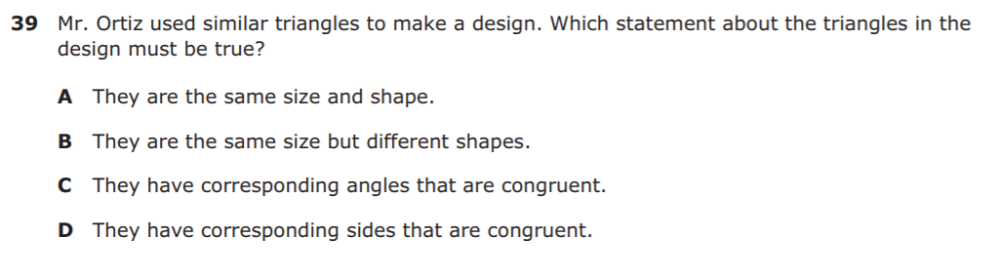 39 Mr. Ortiz used similar triangles to make a design. Which statement about the triangles in the
design must be true?
A They are the same size and shape.
B They are the same size but different shapes.
C They have corresponding angles that are congruent.
D They have corresponding sides that are congruent.